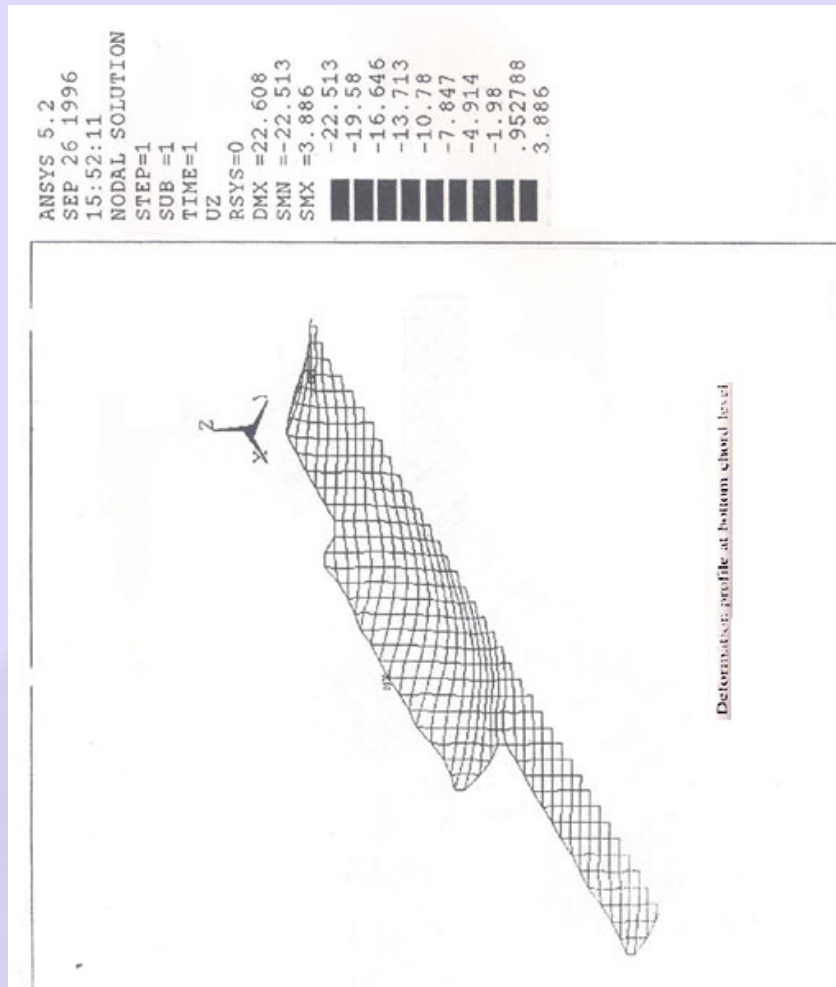 ANSYS 5.2
SEP 26 1996
15:52:11
NODAL SOLUTION
STEP=1
SUB =1
TIME=1
UZ
RSYS=0
DMX =22.608
SMN =-22.513
SMX =3.886
-22.513
-19.58
-16.646
-13.713
-10.78
-7.847
-4.914
-1.98
.952788
3.886
Z
X
Deformation profile at bottom chord level